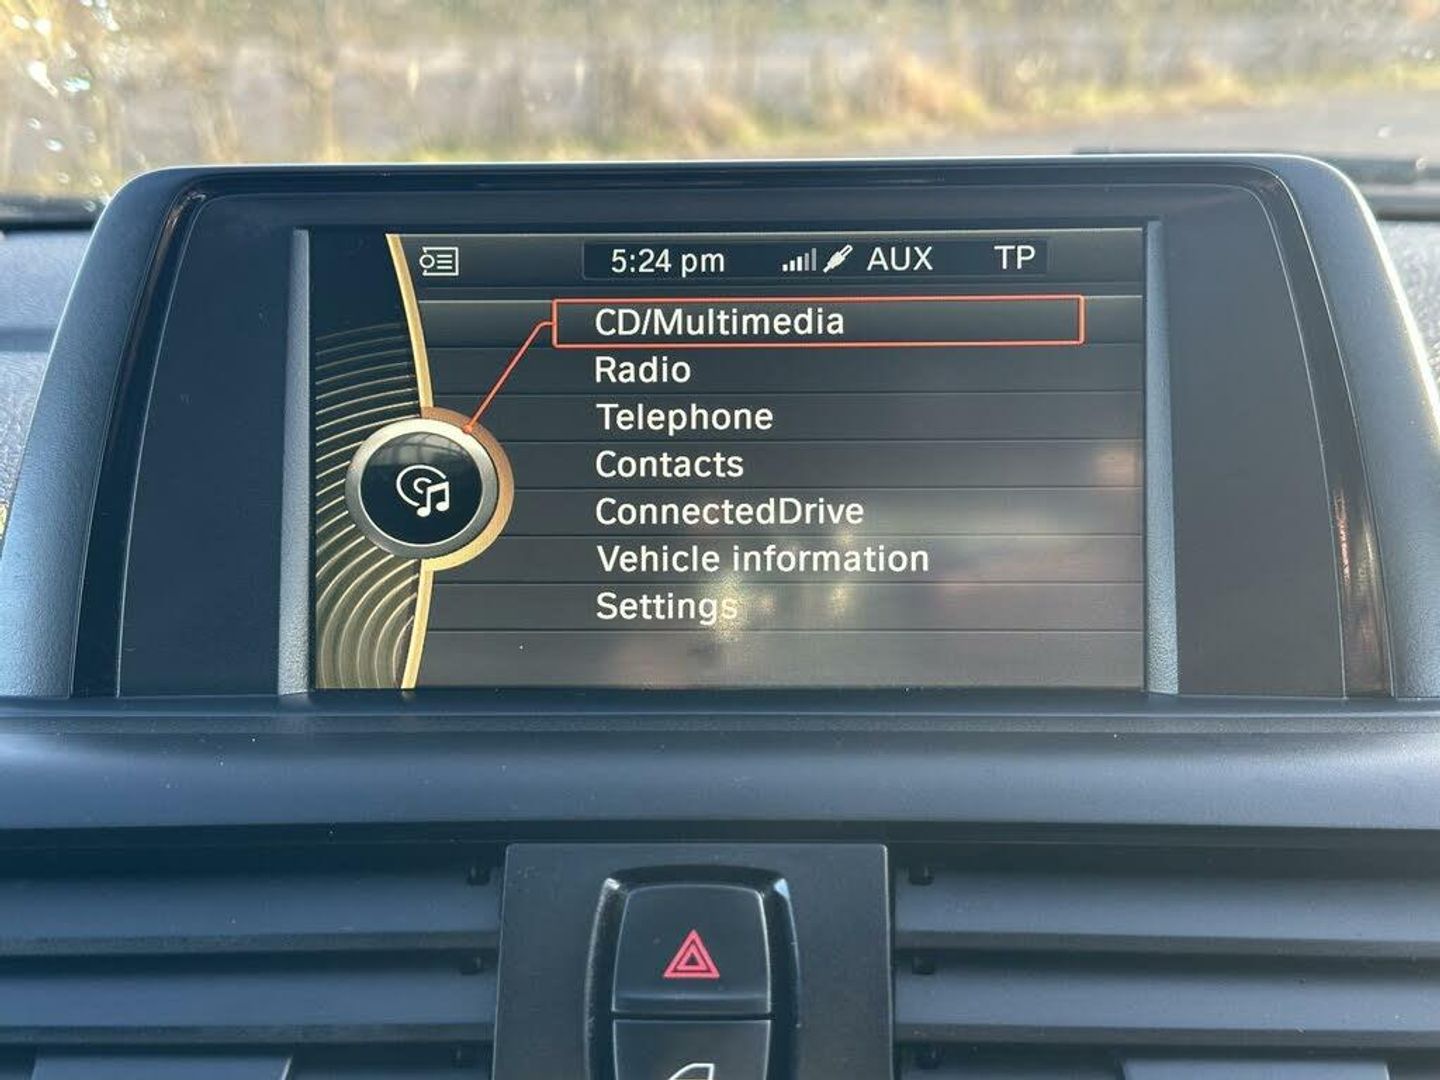 5:24 pm AUX TP
CD/Multimedia
Radio
Telephone
Contacts
ConnectedDrive
Vehicle information
Settings